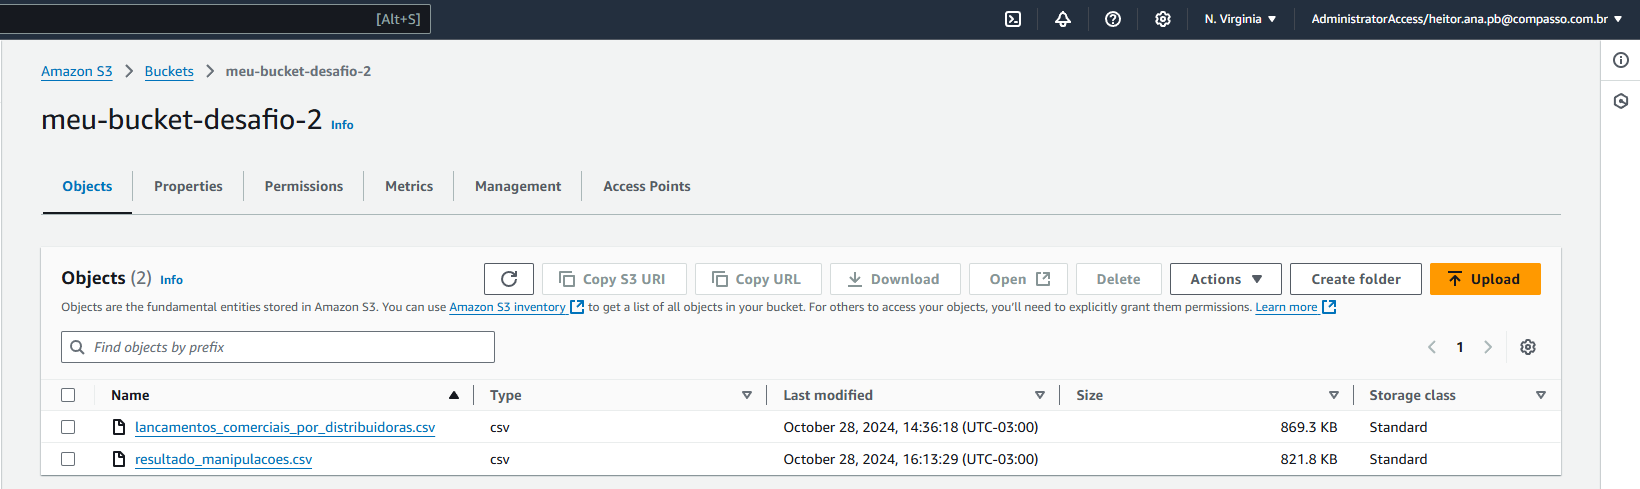 [Alt+S] N. Virginia AdministratorAccess/heitor.ana.pb@compasso.com.br
Amazon S3 Buckets meu-bucket-desafio-2
meu-bucket-desafio-2 Info
Objects Properties Permissions Metrics Management Access Points
Objects (2) Info Copy S3 URI Copy URL Download Open Delete Actions Create folder Upload
Objects are the fundamental entities stored in Amazon S3. You can use Amazon S3 inventory to get a list of all objects in your bucket. For others to access your objects, you'll need to explicitly grant them permissions. Learn more
Find objects by prefix 1
Name Type Last modified Size Storage class
lancamentos_comerciais_por_distribuidoras.csv csv October 28, 2024, 14:36:18 (UTC-03:00) 869.3 KB Standard
resultado_manipulacoes.csv csv October 28, 2024, 16:13:29 (UTC-03:00) 821.8 KB Standard